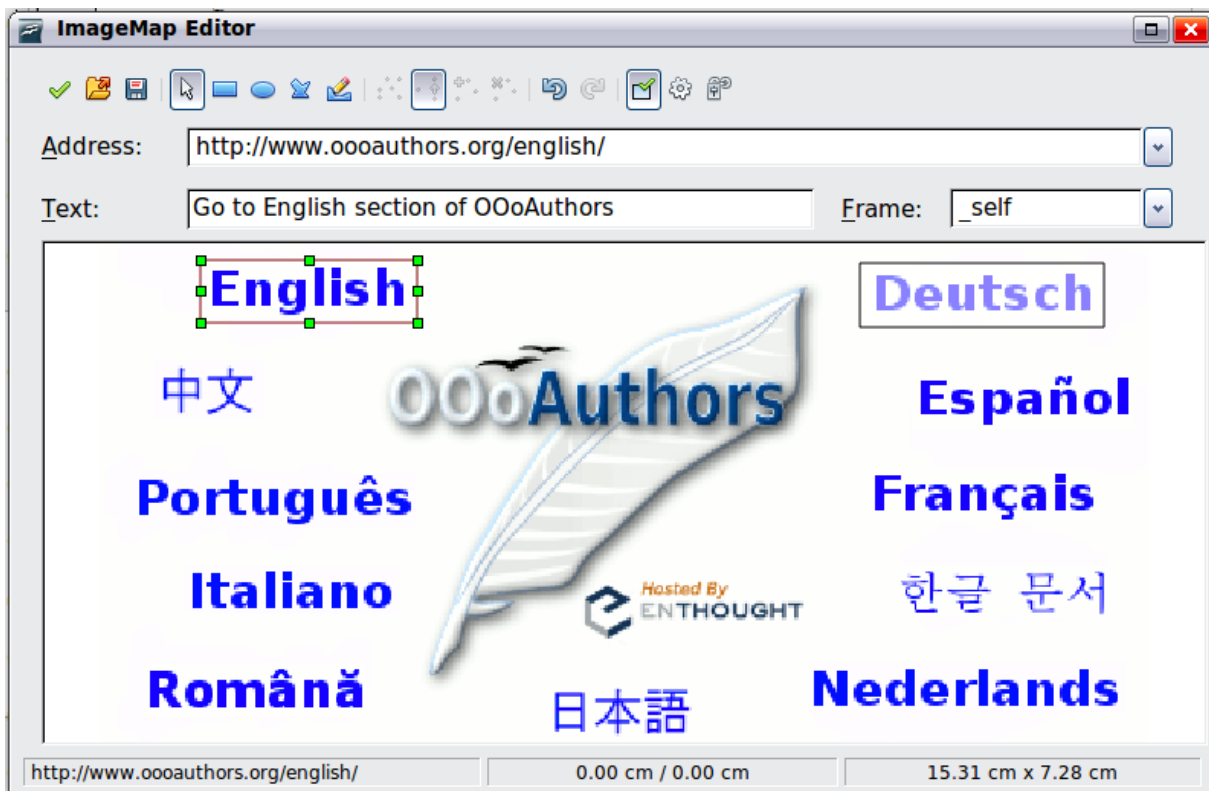 ImageMap Editor
Address: http://www.oooauthors.org/english/
Text: Go to English section of OOoAuthors Frame: _self
English Deutsch
中文 OOoAuthors Español
Português Français
Italiano Hosted By 한글 문서
ENTHOUGHT
Română 日本語 Nederlands
http://www.oooauthors.org/english/ 0.00 cm / 0.00 cm 15.31 cm x 7.28 cm